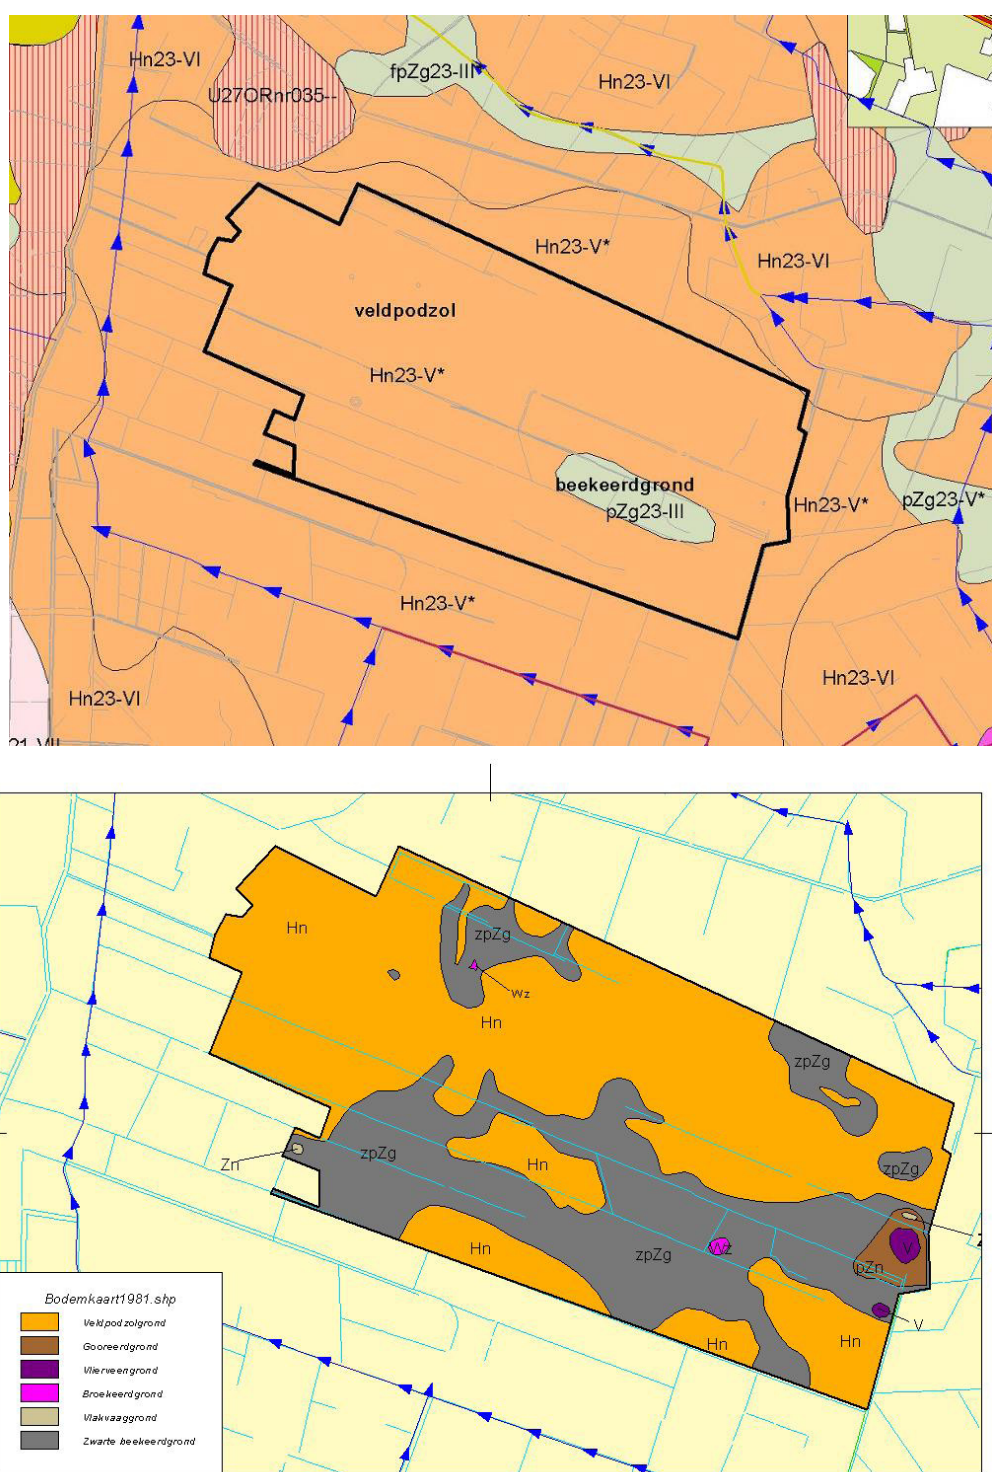 Hn23-VI
fpZg23-III
Hn23-VI
U27ORnr035--
Hn23-V*
Hn23-VI
veldpodzol
Hn23-V*
beekeerdgrond
pZg23-III
Hn23-V*
pZg23-V*
Hn23-V*
Hn23-VI
Hn23-VI
Hn
zpZg
Wz
Hn
zpZg
zpZg
Zn
Hn
zpZg
Hn
zpZg
Wz
V
pZn
V
Hn
Hn
Bodemkaart1981.shp
Veldpodzolgrond
Gooreerdgrond
Vlierveengrond
Broekeerdgrond
Vlakvaaggrond
Zwarte beekeerdgrond